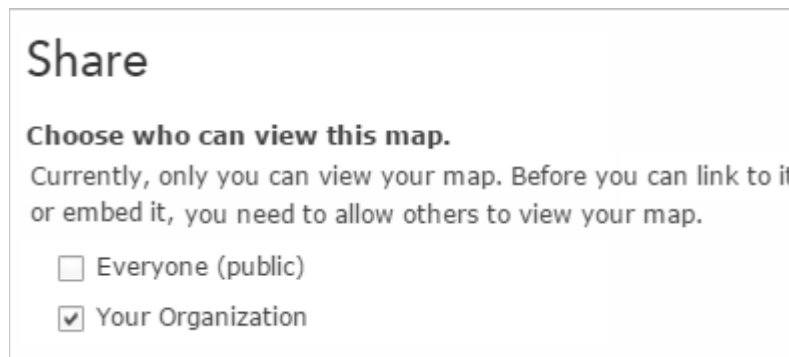 Share
Choose who can view this map.
Currently, only you can view your map. Before you can link to it
or embed it, you need to allow others to view your map.
Everyone (public)
Your Organization